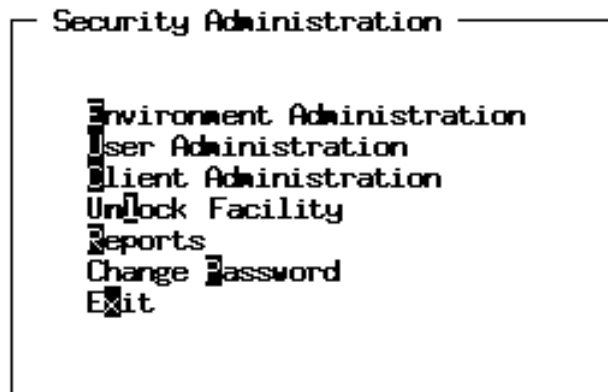 Security Administration
Environment Administration
User Administration
Client Administration
Unlock Facility
Reports
Change Password
Exit